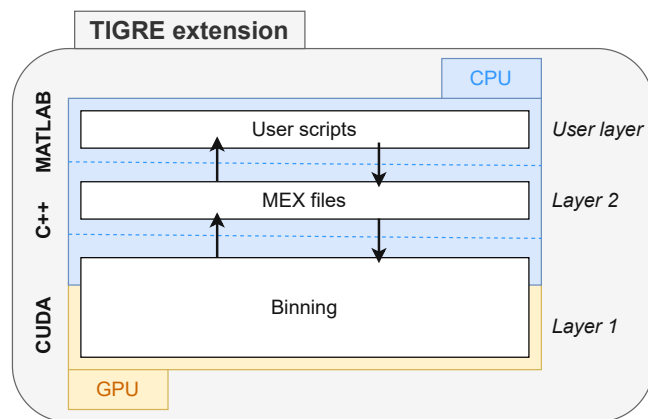 TIGRE extension
CPU
MATLAB
User scripts
User layer
C++
MEX files
Layer 2
CUDA
Binning
Layer 1
GPU